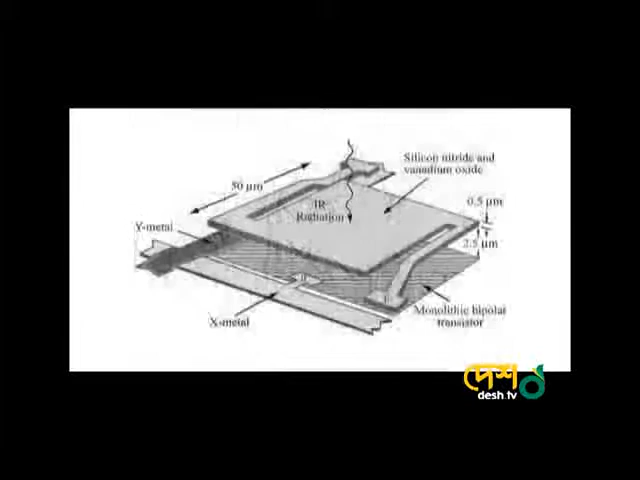 Silicon nitride and
vanadium oxide
50 μm
IR
Radiation
0.5 μm
Y-metal
2.5 μm
X-metal
Monolithic bipolar
transistor
দেশ
desh.tv